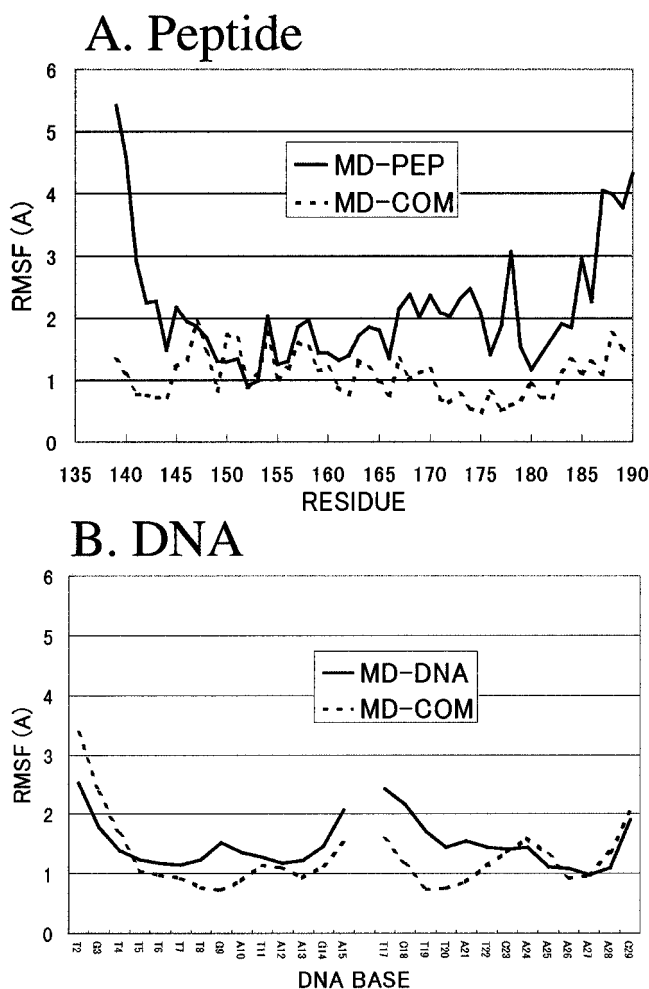 A. Peptide
6
5
4
3
2
1
0
RMSF (A)
MD-PEP
MD-COM
135 140 145 150 155 160 165 170 175 180 185 190
RESIDUE
B. DNA
6
5
4
3
2
1
0
RMSF (A)
MD-DNA
MD-COM
T2 G3 T4 T5 T6 T7 T8 G9 A10 T11 A12 A13 G14 A15 T17 C18 T19 T20 A21 T22 C23 A24 A25 A26 A27 A28 C29
DNA BASE